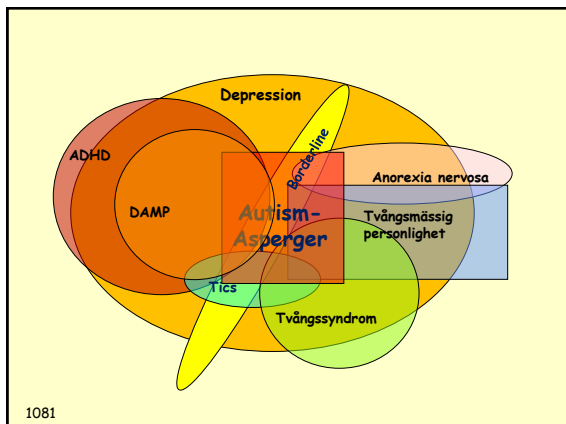 Depression
ADHD
Borderline
Anorexia nervosa
DAMP
Autism-
Asperger
Tvångsmässig
personlighet
Tics
Tvångssyndrom
1081